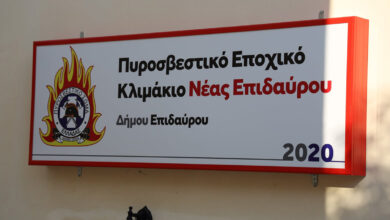 Πυροσβεστικό Εποχικό
Κλιμάκιο Νέας Επιδαύρου
Δήμου Επιδαύρου
2020